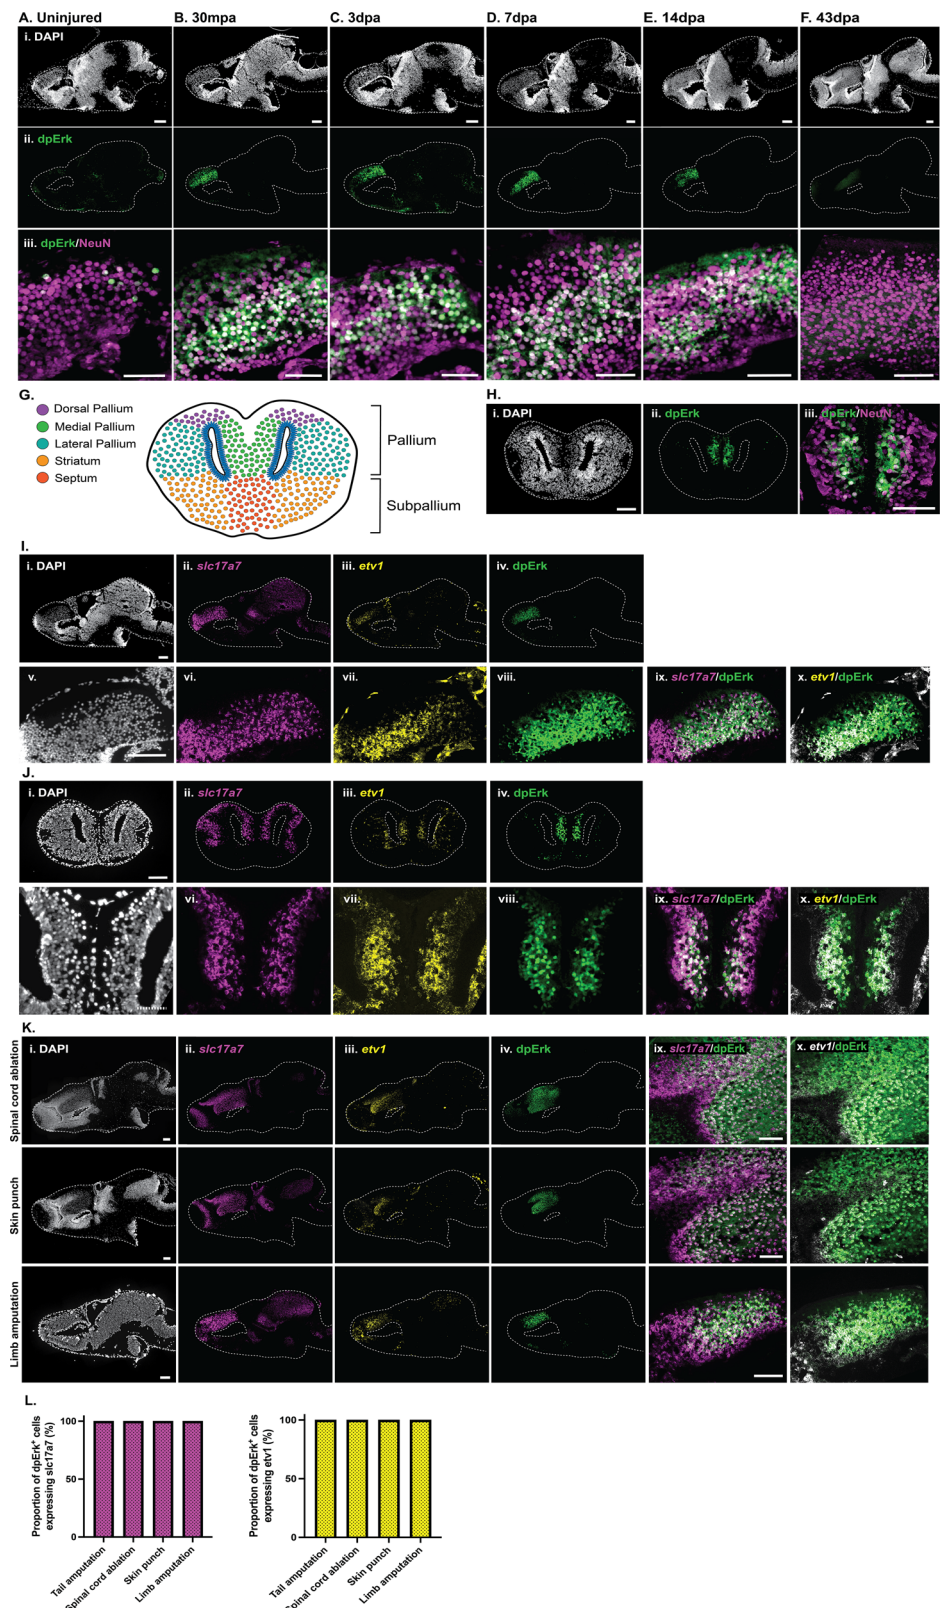 A. Uninjured
B. 30mpa
C. 3dpa
D. 7dpa
E. 14dpa
F. 43dpa
i. DAPI
ii. dpErk
iii. dpErk/NeuN
G.
Dorsal Pallium
Medial Pallium
Lateral Pallium
Striatum
Septum
Pallium
Subpallium
H.
i. DAPI
ii. dpErk
iii. dpErk/NeuN
I.
i. DAPI
ii. slc17a7
iii. etv1
iv. dpErk
v.
vi.
vii.
viii.
ix. slc17a7/dpErk
x. etv1/dpErk
J.
i. DAPI
ii. slc17a7
iii. etv1
iv. dpErk
v.
vi.
vii.
viii.
ix. slc17a7/dpErk
x. etv1/dpErk
K.
Spinal cord ablation
i. DAPI
ii. slc17a7
iii. etv1
iv. dpErk
ix. slc17a7/dpErk
x. etv1/dpErk
Skin punch
Limb amputation
L.
Proportion of dpErk+ cells
expressing slc17a7 (%)
100
50
0
Tail amputation
Spinal cord ablation
Skin punch
Limb amputation
Proportion of dpErk+ cells
expressing etv1 (%)
100
50
0
Tail amputation
Spinal cord ablation
Skin punch
Limb amputation